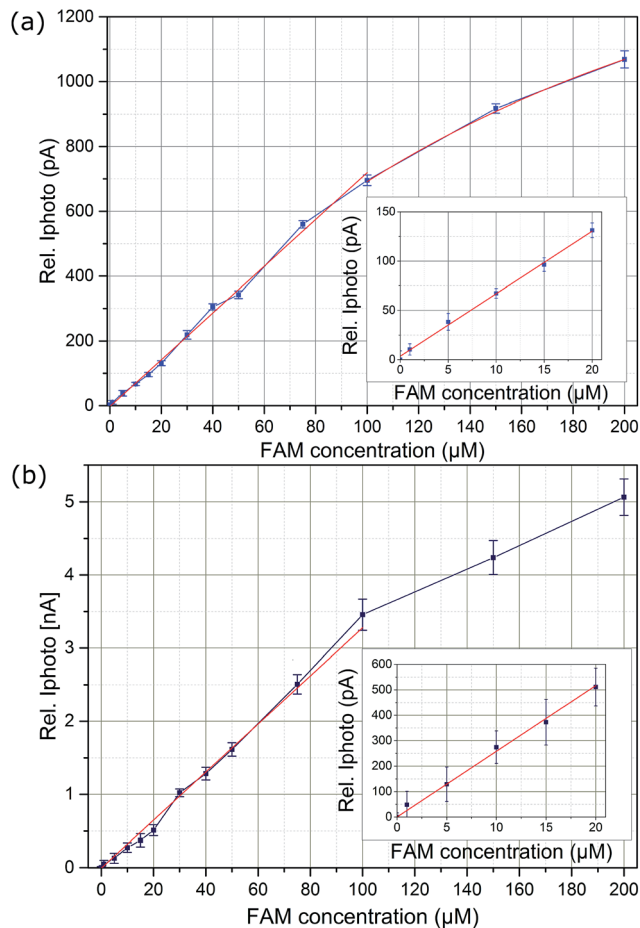 (a)
1200
1000
800
600
400
200
0
Rel. Iphoto (pA)
0 20 40 60 80 100 120 140 160 180 200
FAM concentration (µM)
150
100
50
0
Rel. Iphoto (pA)
0 5 10 15 20
FAM concentration (µM)
(b)
5
4
3
2
1
0
Rel. Iphoto [nA]
0 20 40 60 80 100 120 140 160 180 200
FAM concentration (µM)
600
500
400
300
200
100
0
Rel. Iphoto (pA)
0 5 10 15 20
FAM concentration (µM)